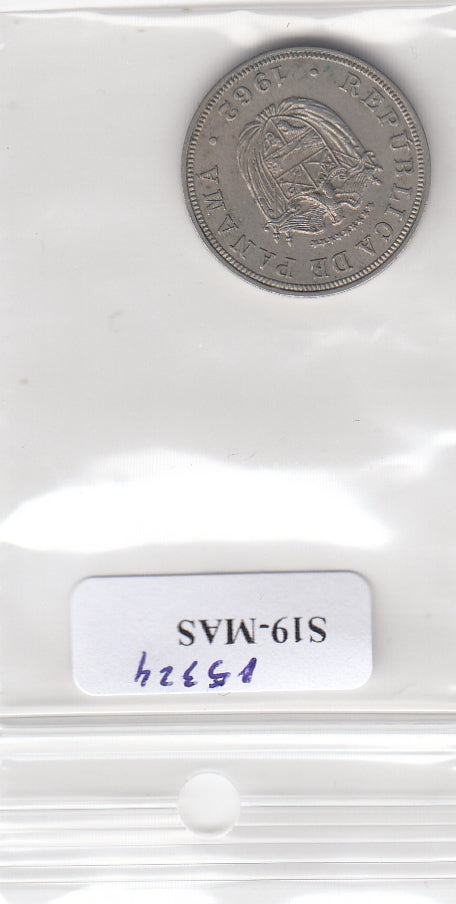 REPUBLICA DE PANAMA
· 1962 ·
15324
S19-MAS